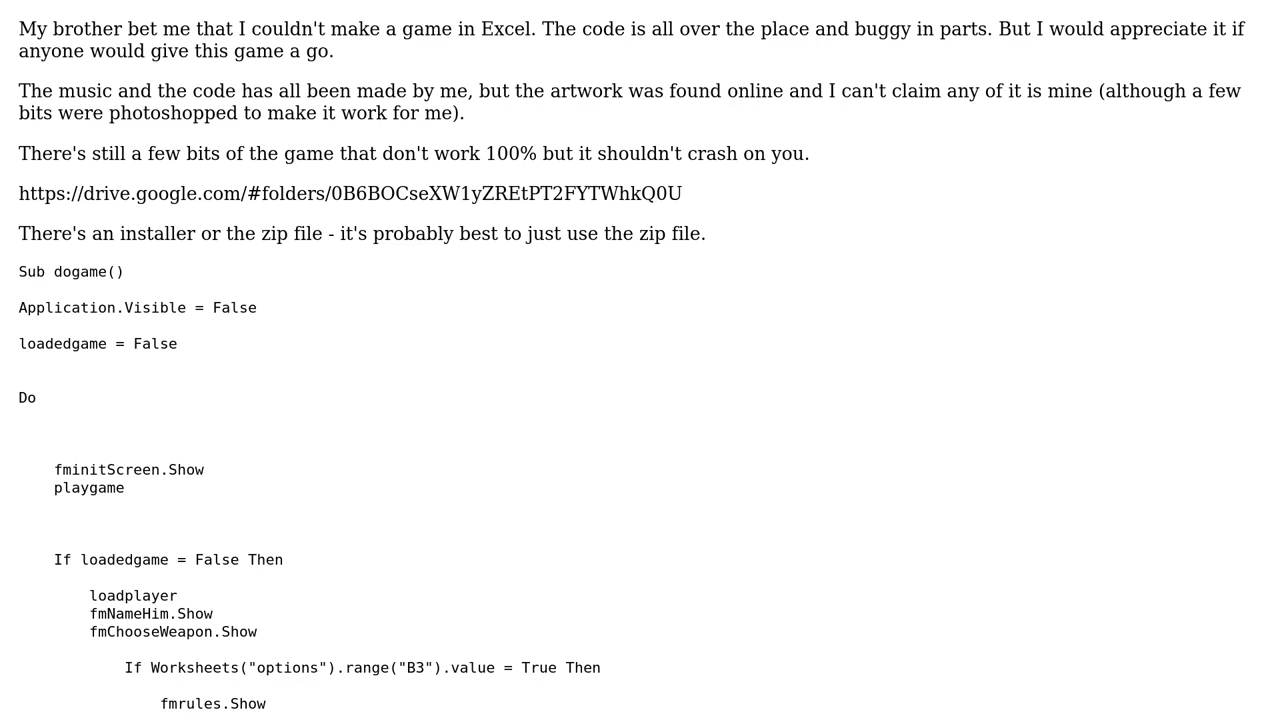 My brother bet me that I couldn't make a game in Excel. The code is all over the place and buggy in parts. But I would appreciate it if
anyone would give this game a go.
The music and the code has all been made by me, but the artwork was found online and I can't claim any of it is mine (although a few
bits were photoshopped to make it work for me).
There's still a few bits of the game that don't work 100% but it shouldn't crash on you.
https://drive.google.com/#folders/0B6BOCseXW1yZREtPT2FYTWhkQ0U
There's an installer or the zip file - it's probably best to just use the zip file.
Sub dogame()
Application.Visible = False
loadedgame = False
Do
    fminitScreen.Show
    playgame
    If loadedgame = False Then
        loadplayer
        fmNameHim.Show
        fmChooseWeapon.Show
            If Worksheets("options").range("B3").value = True Then
                fmrules.Show